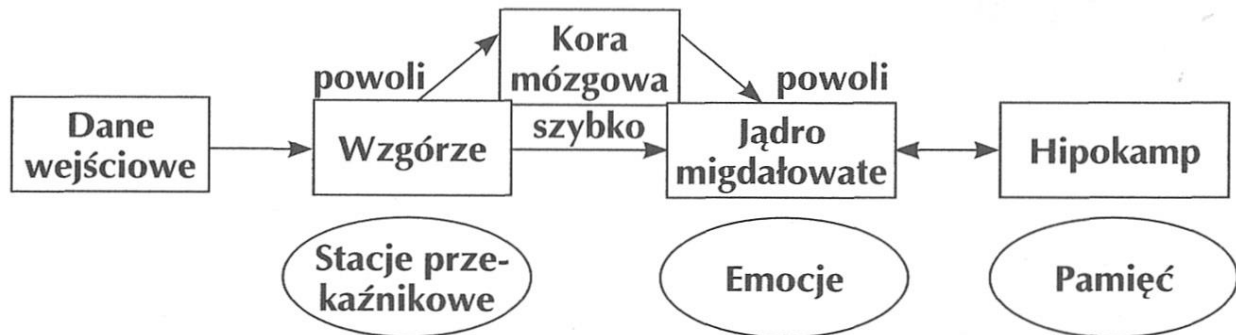 Kora
mózgowa
powoli
powoli
Dane
wejściowe
Wzgórze
szybko
Jądro
migdałowate
Hipokamp
Stacje prze-
kaźnikowe
Emocje
Pamięć